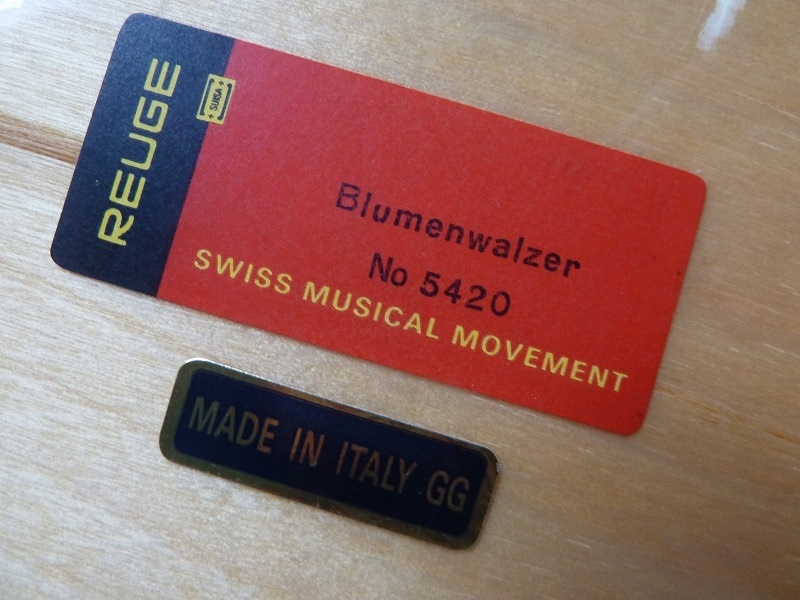 REUGE
+ SUISA +
Blumenwalzer
No 5420
SWISS MUSICAL MOVEMENT
MADE IN ITALY GG